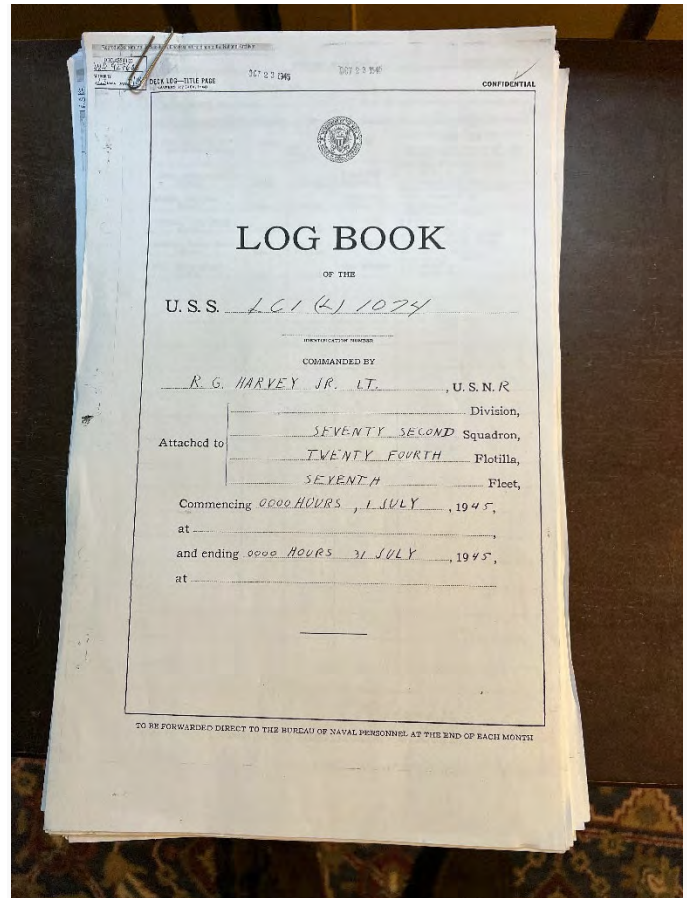 OCT 23 1945
DECK LOG—TITLE PAGE
CONFIDENTIAL
LOG BOOK
OF THE
U. S. S. LCI (L) 1074
IDENTIFICATION NUMBER
COMMANDED BY
R. G. HARVEY JR. LT. , U. S. N. R
Division,
Attached to
SEVENTY SECOND Squadron,
TWENTY FOURTH Flotilla,
SEVENTH Fleet,
Commencing 0000 HOURS , 1 JULY , 1945,
at ,
and ending 0000 HOURS 31 JULY , 1945,
at
TO BE FORWARDED DIRECT TO THE BUREAU OF NAVAL PERSONNEL AT THE END OF EACH MONTH